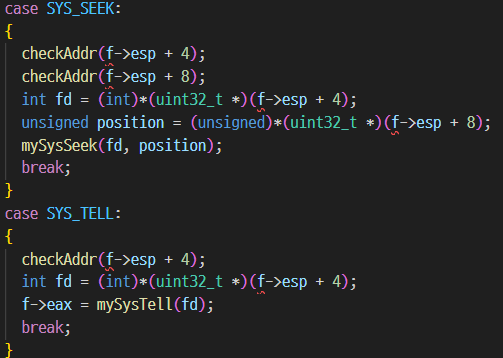 case SYS_SEEK:
{
checkAddr(f->esp + 4);
checkAddr(f->esp + 8);
int fd = (int)*(uint32_t *)(f->esp + 4);
unsigned position = (unsigned)*(uint32_t *)(f->esp + 8);
mySysSeek(fd, position);
break;
}
case SYS_TELL:
{
checkAddr(f->esp + 4);
int fd = (int)*(uint32_t *)(f->esp + 4);
f->eax = mySysTell(fd);
break;
}